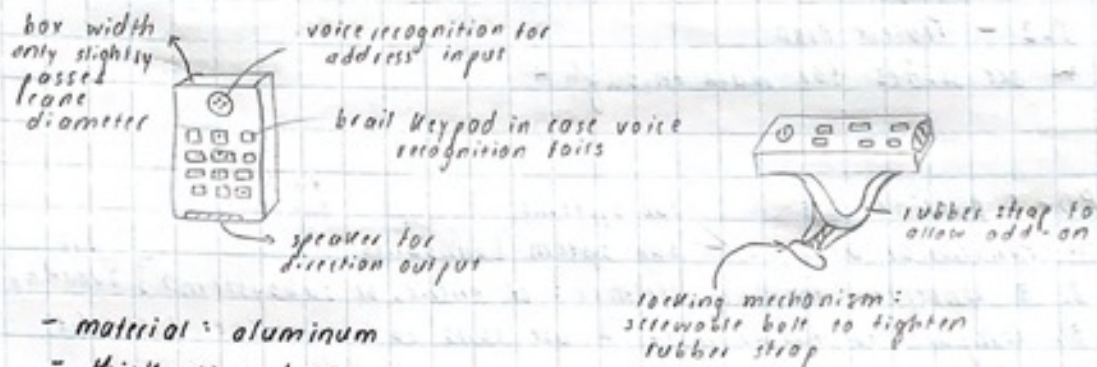 box width
only slightly
passed
cane
diameter
voice recognition for
address input
brail keypad in case voice
recognition fails
speaker for
direction output
rubber strap to
allow add-on
locking mechanism:
screwable bolt to tighten
rubber strap
- material: aluminum